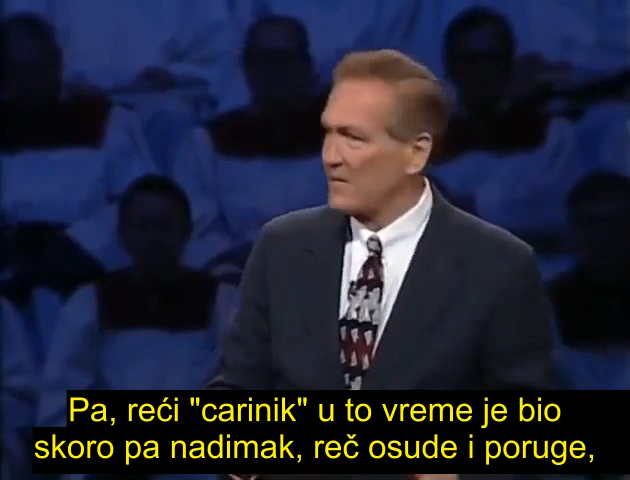 Pa, reći "carinik" u to vreme je bio
skoro pa nadimak, reč osude i poruge,